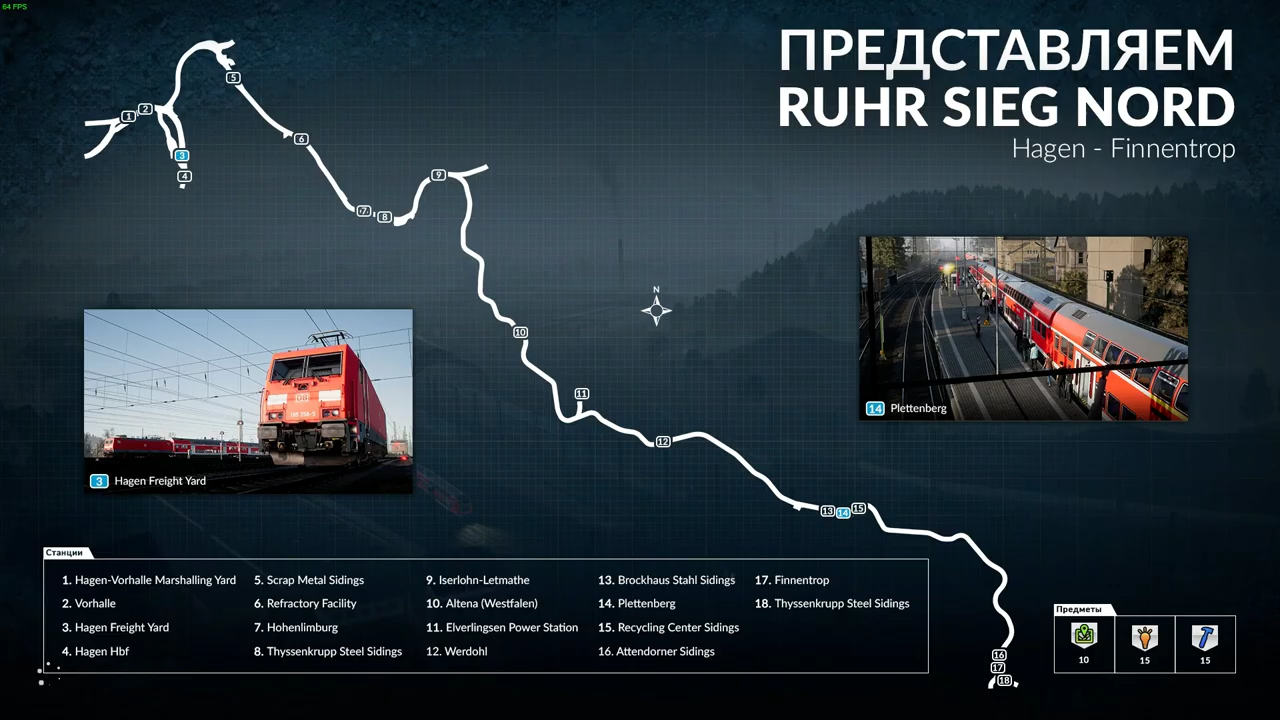 64 FPS
ПРЕДСТАВЛЯЕМ
RUHR SIEG NORD
Hagen - Finnentrop
1
2
3
4
5
6
7
8
9
N
10
11
12
13
14
15
16
17
18
DB
3 Hagen Freight Yard
14 Plettenberg
Станции
1. Hagen-Vorhalle Marshalling Yard
2. Vorhalle
3. Hagen Freight Yard
4. Hagen Hbf
5. Scrap Metal Sidings
6. Refractory Facility
7. Hohenlimburg
8. Thyssenkrupp Steel Sidings
9. Iserlohn-Letmathe
10. Altena (Westfalen)
11. Elverlingsen Power Station
12. Werdohl
13. Brockhaus Stahl Sidings
14. Plettenberg
15. Recycling Center Sidings
16. Attendorner Sidings
17. Finnentrop
18. Thyssenkrupp Steel Sidings
Предметы
10
15
15